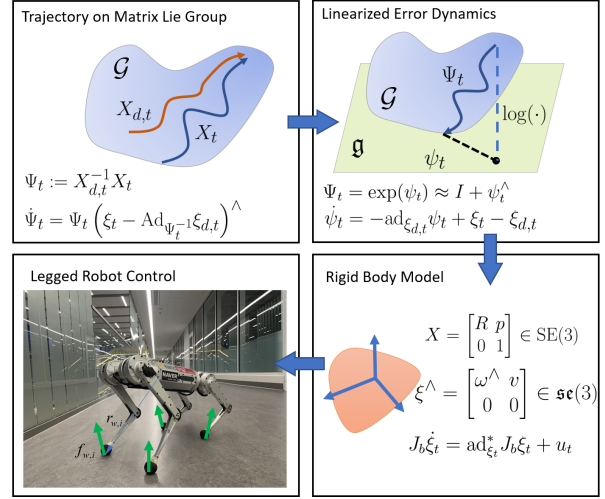 Trajectory on Matrix Lie Group
𝒢
X_{d,t}
X_t
Ψ_t := X_{d,t}^{-1} X_t
Ψ̇_t = Ψ_t (ξ_t − Ad_{Ψ_t^{-1}} ξ_{d,t})^∧
Linearized Error Dynamics
Ψ_t
𝒢
log(·)
𝔤
ψ_t
Ψ_t = exp(ψ_t) ≈ I + ψ_t^∧
ψ̇_t = −ad_{ξ_{d,t}} ψ_t + ξ_t − ξ_{d,t}
Legged Robot Control
NAVER
r_{w,i}
f_{w,i}
Rigid Body Model
X = [R p; 0 1] ∈ SE(3)
ξ^∧ = [ω^∧ v; 0 0] ∈ 𝔰𝔢(3)
J_b ξ̇_t = ad*_{ξ_t} J_b ξ_t + u_t